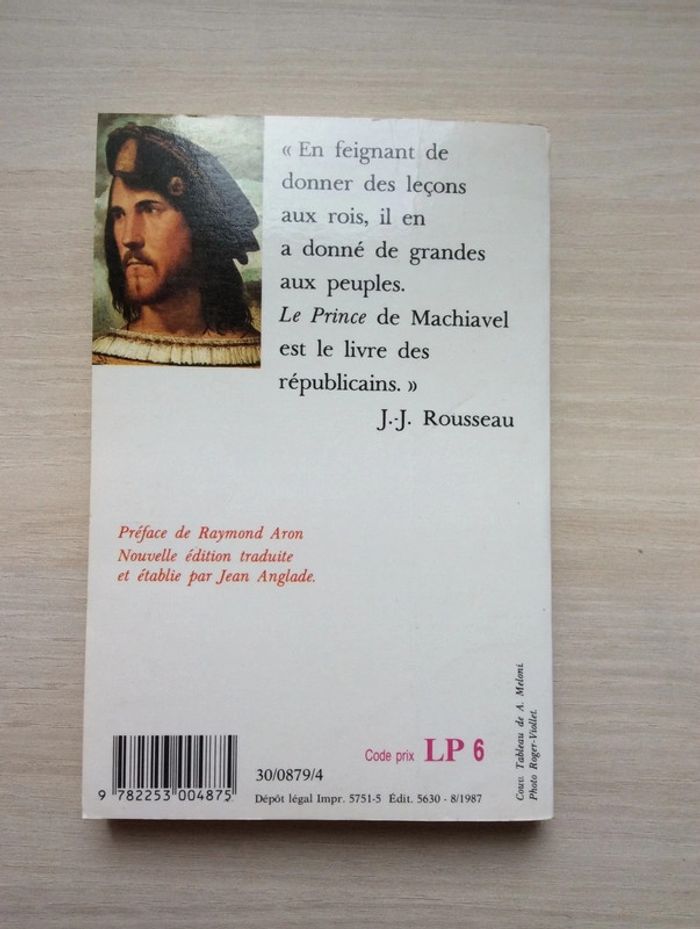 « En feignant de
donner des leçons
aux rois, il en
a donné de grandes
aux peuples.
Le Prince de Machiavel
est le livre des
républicains. »
J.-J. Rousseau
Préface de Raymond Aron
Nouvelle édition traduite
et établie par Jean Anglade.
Couv. Tableau de A. Meloni.
Photo Roger-Viollet.
Code prix LP 6
30/0879/4
9 782253 004875
Dépôt légal Impr. 5751-5 Édit. 5630 - 8/1987